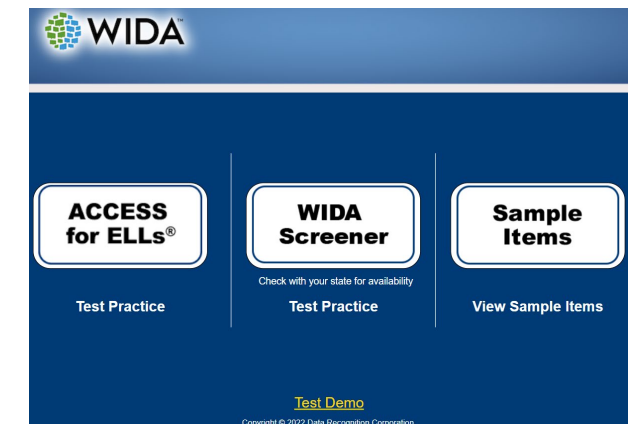 WIDA™
ACCESS
for ELLs®
Test Practice
WIDA
Screener
Check with your state for availability
Test Practice
Sample
Items
View Sample Items
Test Demo
Copyright © 2022 Data Recognition Corporation